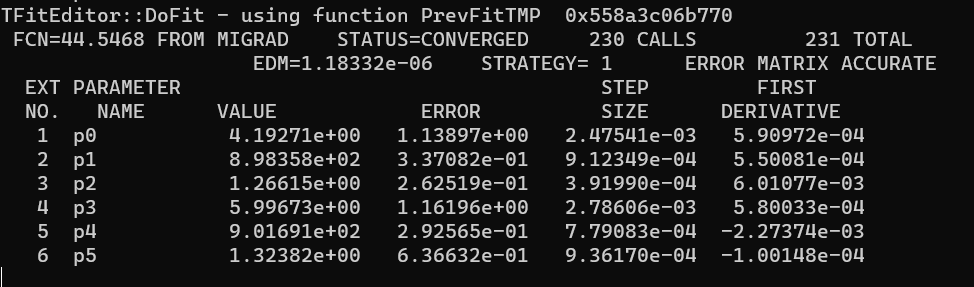 TFitEditor::DoFit - using function PrevFitTMP  0x558a3c06b770
 FCN=44.5468 FROM MIGRAD    STATUS=CONVERGED     230 CALLS         231 TOTAL
                     EDM=1.18332e-06    STRATEGY= 1      ERROR MATRIX ACCURATE
  EXT PARAMETER                                   STEP         FIRST
  NO.   NAME      VALUE            ERROR          SIZE      DERIVATIVE
   1  p0           4.19271e+00   1.13897e+00   2.47541e-03   5.90972e-04
   2  p1           8.98358e+02   3.37082e-01   9.12349e-04   5.50081e-04
   3  p2           1.26615e+00   2.62519e-01   3.91990e-04   6.01077e-03
   4  p3           5.99673e+00   1.16196e+00   2.78606e-03   5.80033e-04
   5  p4           9.01691e+02   2.92565e-01   7.79083e-04  -2.27374e-03
   6  p5           1.32382e+00   6.36632e-01   9.36170e-04  -1.00148e-04